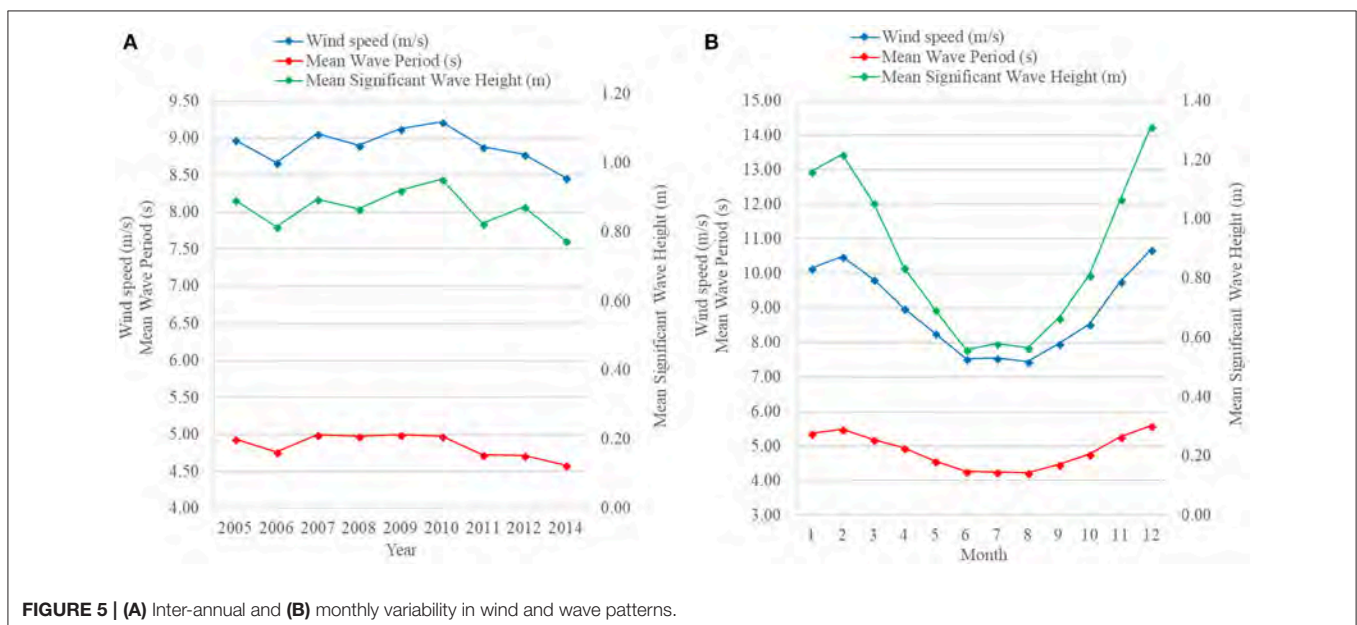 A
Wind speed (m/s)
Mean Wave Period (s)
Mean Significant Wave Height (m)
9.50
9.00
8.50
8.00
7.50
7.00
6.50
6.00
5.50
5.00
4.50
4.00
Wind speed (m/s)
Mean Wave Period (s)
1.20
1.00
0.80
0.60
0.40
0.20
0.00
Mean Significant Wave Height (m)
2005 2006 2007 2008 2009 2010 2011 2012 2014
Year
B
Wind speed (m/s)
Mean Wave Period (s)
Mean Significant Wave Height (m)
15.00
14.00
13.00
12.00
11.00
10.00
9.00
8.00
7.00
6.00
5.00
4.00
3.00
Wind speed (m/s)
Mean Wave Period (s)
1.40
1.20
1.00
0.80
0.60
0.40
0.20
0.00
Mean Significant Wave Height (m)
1 2 3 4 5 6 7 8 9 10 11 12
Month
FIGURE 5 | (A) Inter-annual and (B) monthly variability in wind and wave patterns.